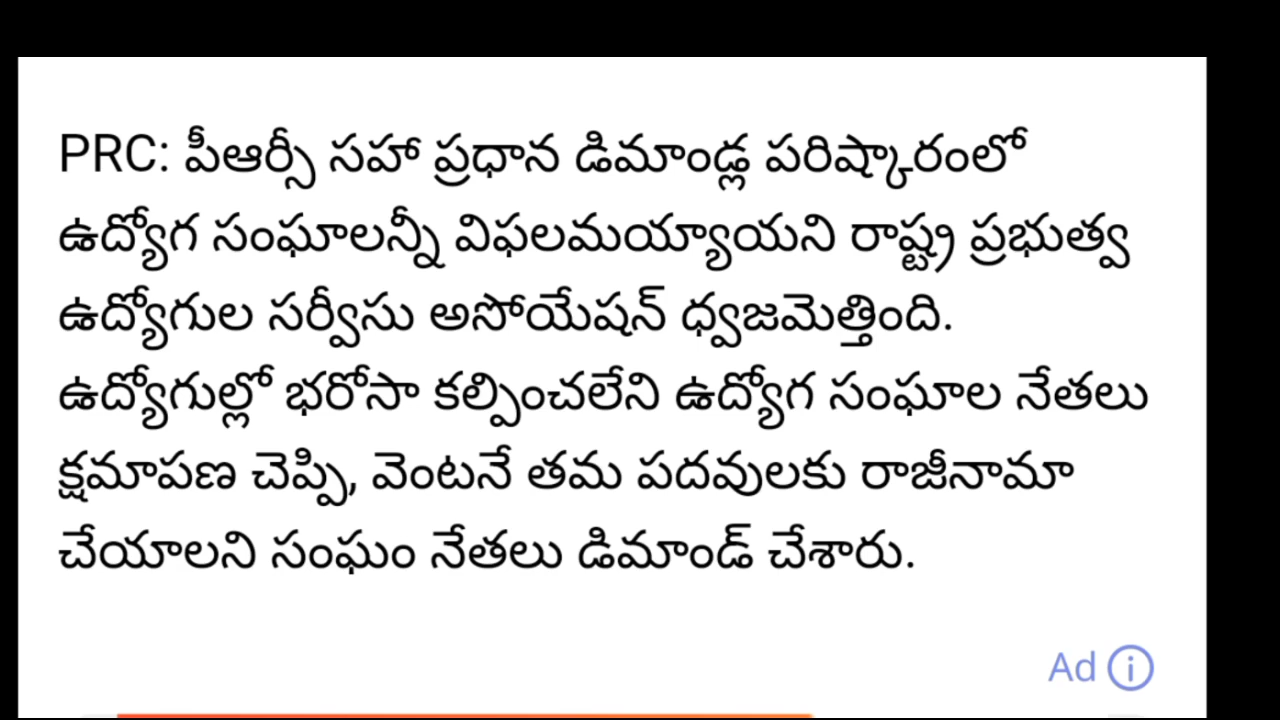 PRC: పీఆర్సీ సహా ప్రధాన డిమాండ్ల పరిష్కారంలో
ఉద్యోగ సంఘాలన్నీ విఫలమయ్యాయని రాష్ట్ర ప్రభుత్వ
ఉద్యోగుల సర్వీసు అసోయేషన్ ధ్వజమెత్తింది.
ఉద్యోగుల్లో భరోసా కల్పించలేని ఉద్యోగ సంఘాల నేతలు
క్షమాపణ చెప్పి, వెంటనే తమ పదవులకు రాజీనామా
చేయాలని సంఘం నేతలు డిమాండ్ చేశారు.
Ad